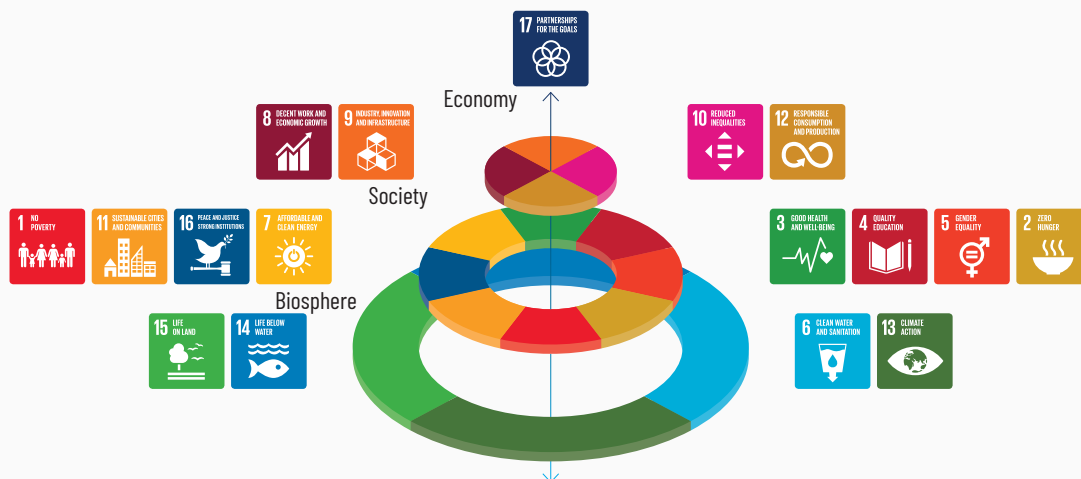 17 PARTNERSHIPS
FOR THE GOALS
Economy
8 DECENT WORK AND
ECONOMIC GROWTH
9 INDUSTRY, INNOVATION
AND INFRASTRUCTURE
10 REDUCED
INEQUALITIES
12 RESPONSIBLE
CONSUMPTION
AND PRODUCTION
Society
1 NO
POVERTY
11 SUSTAINABLE CITIES
AND COMMUNITIES
16 PEACE AND JUSTICE
STRONG INSTITUTIONS
7 AFFORDABLE AND
CLEAN ENERGY
3 GOOD HEALTH
AND WELL-BEING
4 QUALITY
EDUCATION
5 GENDER
EQUALITY
2 ZERO
HUNGER
Biosphere
15 LIFE
ON LAND
14 LIFE BELOW
WATER
6 CLEAN WATER
AND SANITATION
13 CLIMATE
ACTION